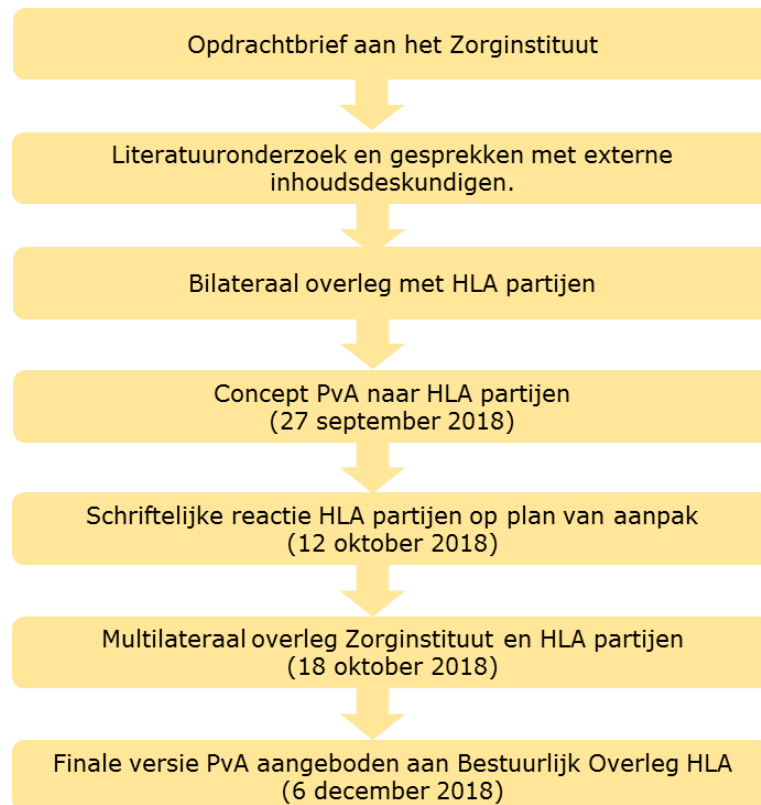 Opdrachtbrief aan het Zorginstituut
Literatuuronderzoek en gesprekken met externe
inhoudsdeskundigen.
Bilateraal overleg met HLA partijen
Concept PvA naar HLA partijen
(27 september 2018)
Schriftelijke reactie HLA partijen op plan van aanpak
(12 oktober 2018)
Multilateraal overleg Zorginstituut en HLA partijen
(18 oktober 2018)
Finale versie PvA aangeboden aan Bestuurlijk Overleg HLA
(6 december 2018)